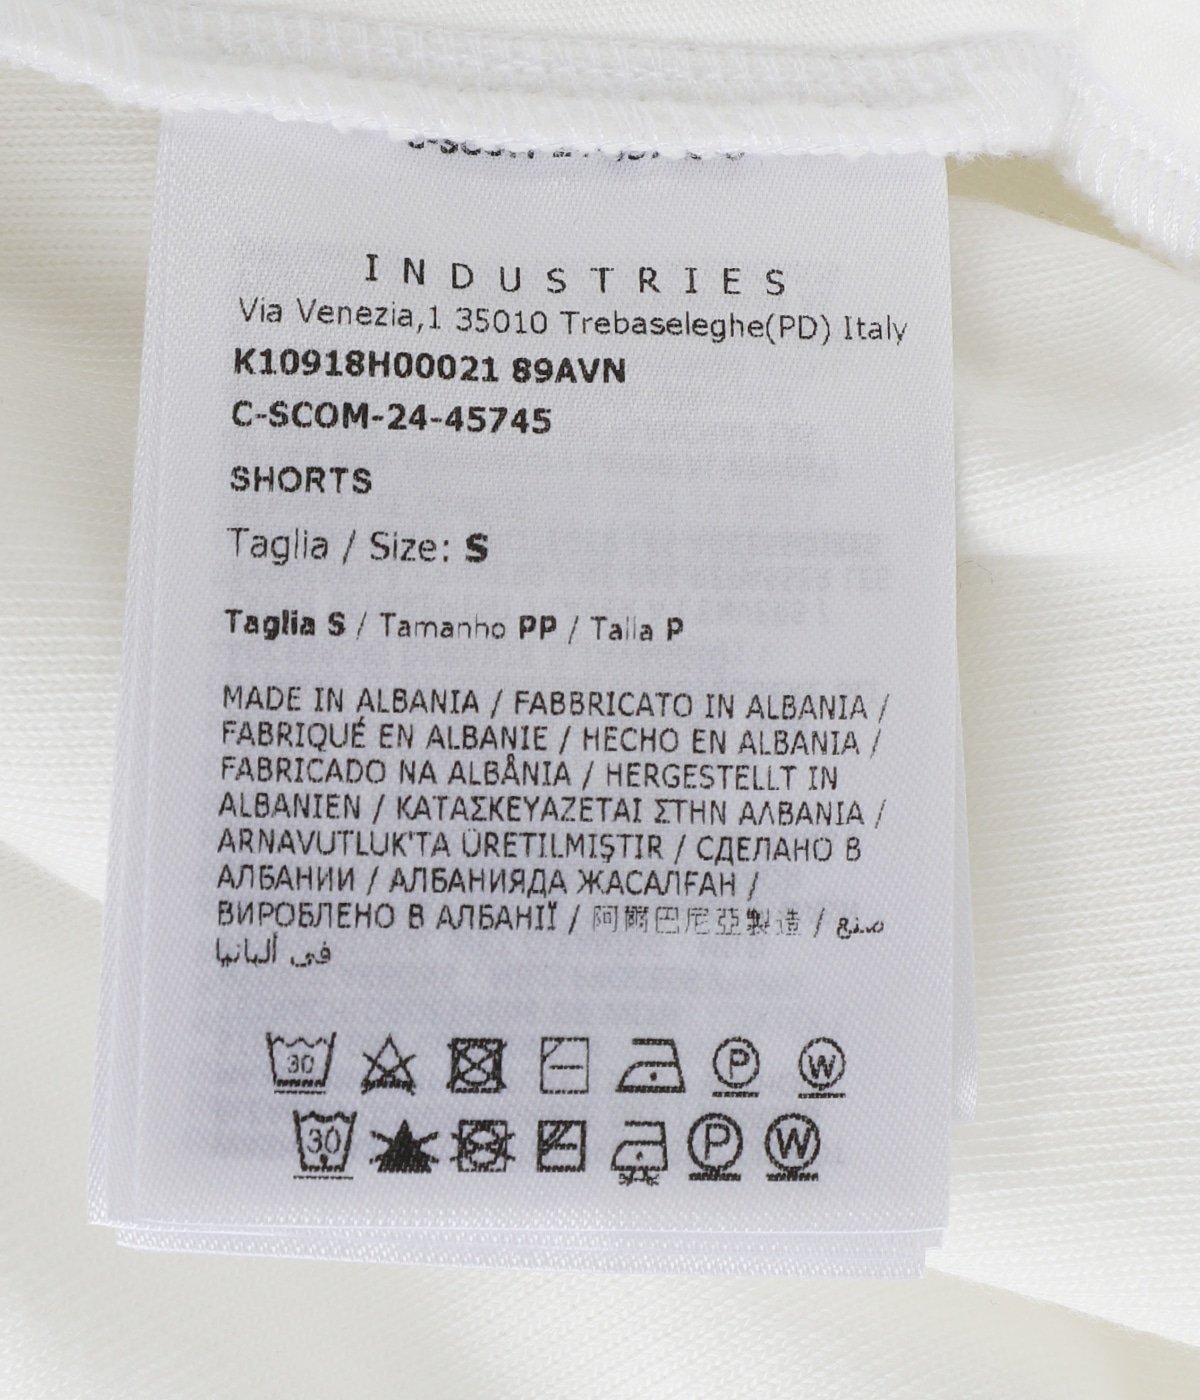 INDUSTRIES
Via Venezia,1 35010 Trebaseleghe(PD) Italy
K10918H00021 89AVN
C-SCOM-24-45745
SHORTS
Taglia / Size: S
Taglia S / Tamanho PP / Talla P
MADE IN ALBANIA / FABBRICATO IN ALBANIA /
FABRIQUÉ EN ALBANIE / HECHO EN ALBANIA /
FABRICADO NA ALBÂNIA / HERGESTELLT IN
ALBANIEN / ΚΑΤΑΣΚΕΥΑΖΕΤΑΙ ΣΤΗΝ ΑΛΒΑΝΙΑ /
ARNAVUTLUK'TA ÜRETILMIŞTIR / СДЕЛАНО В
АЛБАНИИ / АЛБАНИЯДА ЖАСАЛҒАН /
ВИРОБЛЕНО В АЛБАНІЇ / 阿爾巴尼亞製造 / صنع
في ألبانيا
30 P W
30 P W